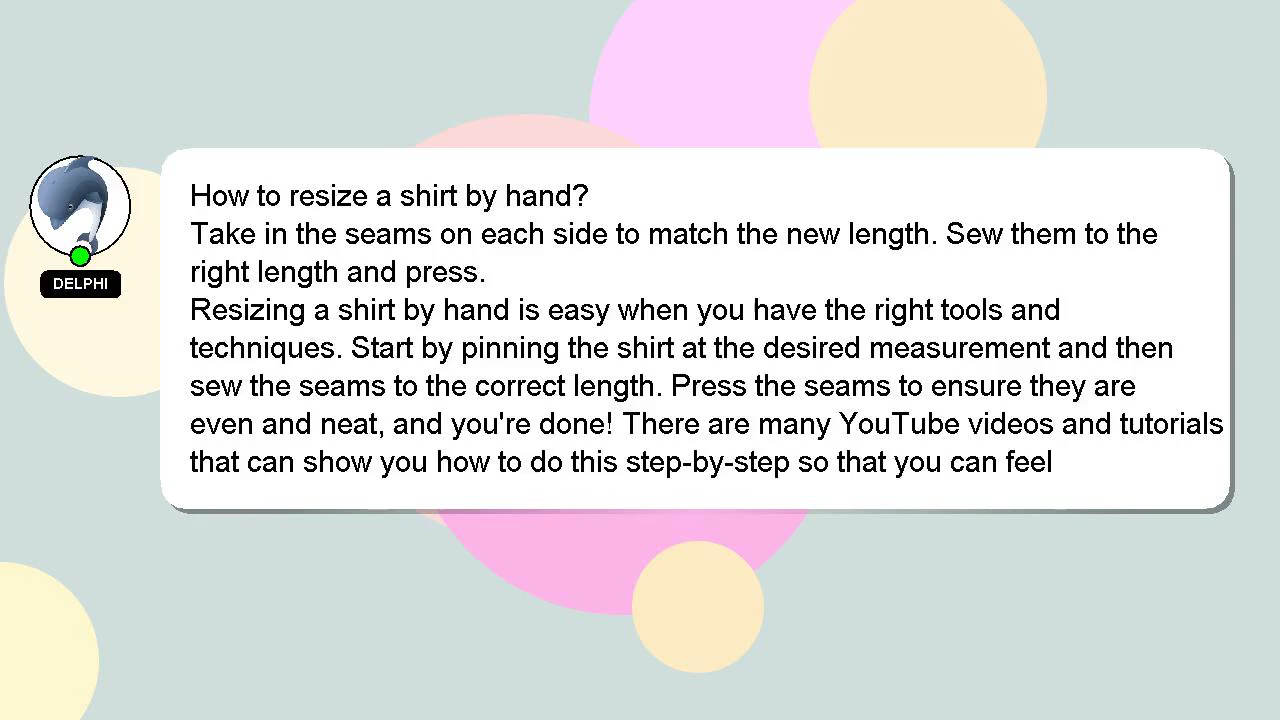 DELPHI
How to resize a shirt by hand?
Take in the seams on each side to match the new length. Sew them to the
right length and press.
Resizing a shirt by hand is easy when you have the right tools and
techniques. Start by pinning the shirt at the desired measurement and then
sew the seams to the correct length. Press the seams to ensure they are
even and neat, and you're done! There are many YouTube videos and tutorials
that can show you how to do this step-by-step so that you can feel